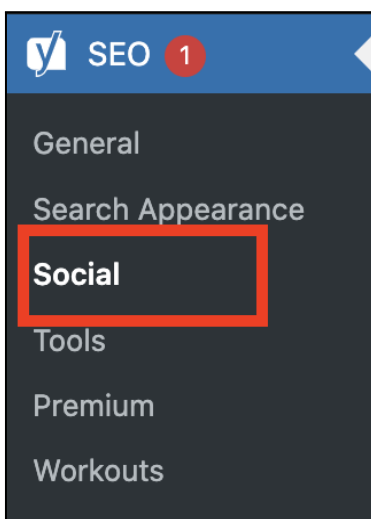 SEO 1
General
Search Appearance
Social
Tools
Premium
Workouts